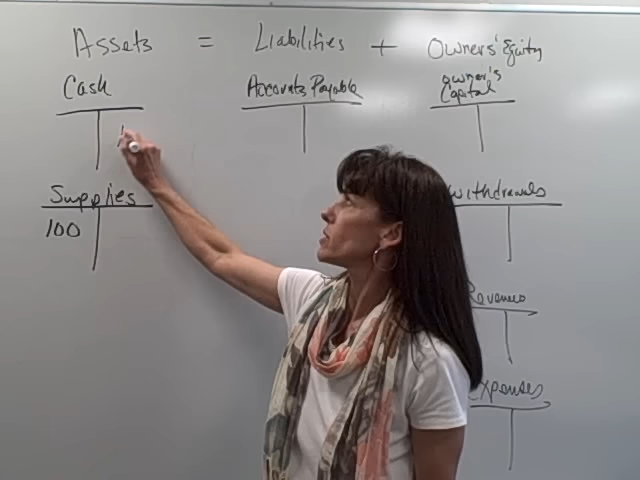 Assets = Liabilities + Owners' Equity
Cash
Accounts Payable
Owner's
Capital
Supplies
100
Withdrawals
Revenues
Expenses